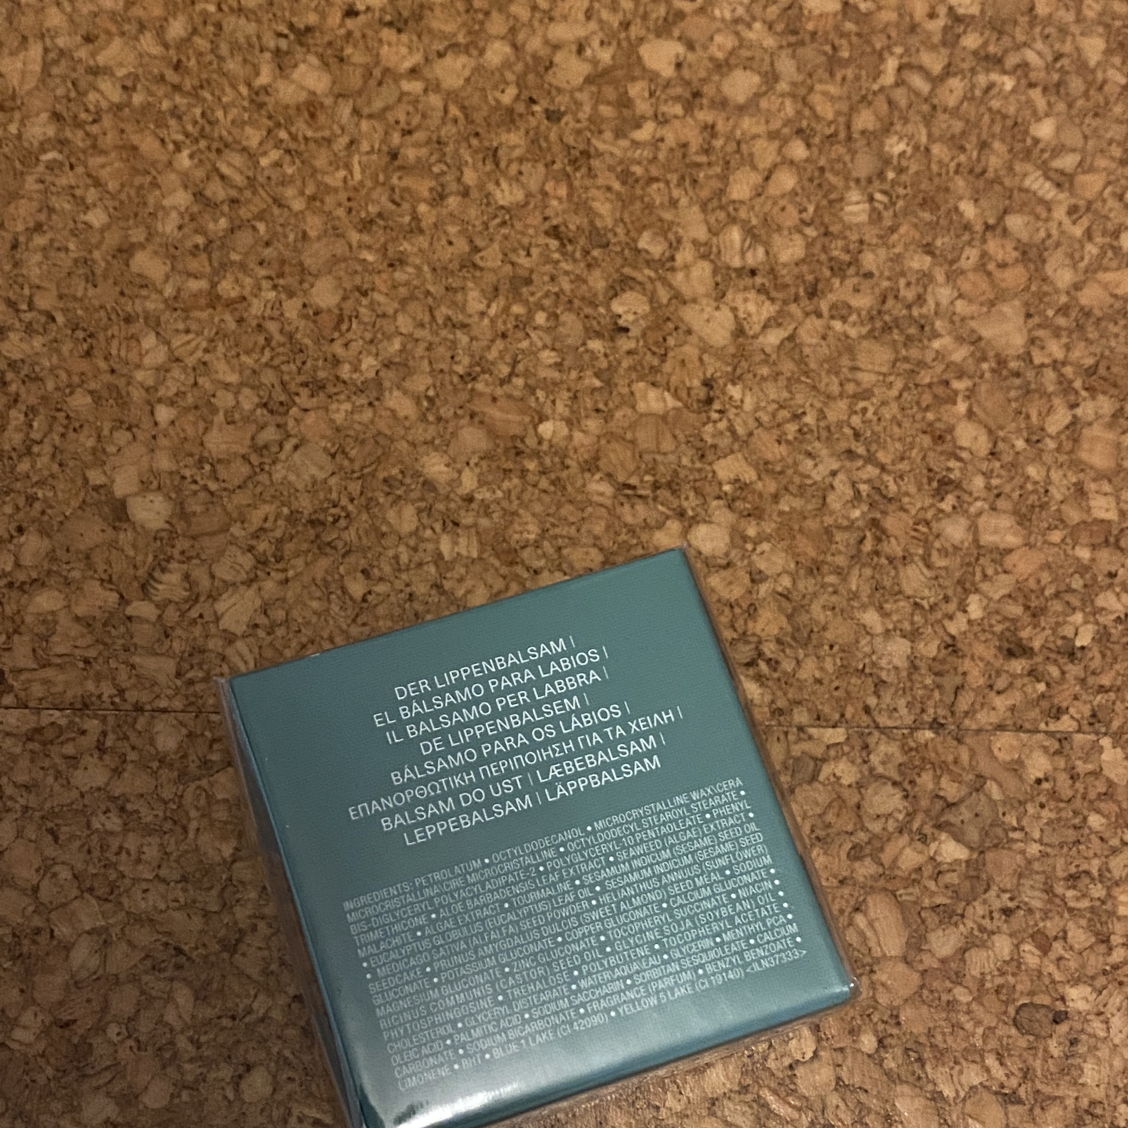 DER LIPPENBALSAM |
EL BÁLSAMO PARA LABIOS |
IL BALSAMO PER LABBRA |
DE LIPPENBALSEM |
BÁLSAMO PARA OS LÁBIOS |
ΕΠΑΝΟΡΘΩΤΙΚΗ ΠΕΡΙΠΟΙΗΣΗ ΓΙΑ ΤΑ ΧΕΙΛΗ |
BALSAM DO UST | LÆBEBALSAM |
LEPPEBALSAM | LÄPPBALSAM
INGREDIENTS: PETROLATUM • OCTYLDODECANOL • MICROCRYSTALLINE WAX\CERA
MICROCRISTALLINA\CIRE MICROCRISTALLINE • OCTYLDODECYL STEAROYL STEARATE •
BIS-DIGLYCERYL POLYACYLADIPATE-2 • POLYGLYCERYL-10 PENTAOLEATE • PHENYL
TRIMETHICONE • ALOE BARBADENSIS LEAF EXTRACT • SEAWEED (ALGAE) EXTRACT •
MALACHITE • ALGAE EXTRACT • TOURMALINE • SESAMUM INDICUM (SESAME) SEED OIL
• EUCALYPTUS GLOBULUS (EUCALYPTUS) LEAF OIL • SESAMUM INDICUM (SESAME) SEED
• MEDICAGO SATIVA (ALFALFA) SEED POWDER • HELIANTHUS ANNUUS (SUNFLOWER)
SEEDCAKE • PRUNUS AMYGDALUS DULCIS (SWEET ALMOND) SEED MEAL • SODIUM
GLUCONATE • POTASSIUM GLUCONATE • COPPER GLUCONATE • CALCIUM GLUCONATE •
MAGNESIUM GLUCONATE • ZINC GLUCONATE • TOCOPHERYL SUCCINATE • NIACIN •
RICINUS COMMUNIS (CASTOR) SEED OIL • GLYCINE SOJA (SOYBEAN) OIL •
PHYTOSPHINGOSINE • TREHALOSE • POLYBUTENE • TOCOPHERYL ACETATE •
CHOLESTEROL • GLYCERYL DISTEARATE • WATER\AQUA\EAU • GLYCERIN • MENTHYL PCA •
OLEIC ACID • PALMITIC ACID • SODIUM SACCHARIN • SORBITAN SESQUIOLEATE • CALCIUM
CARBONATE • SODIUM BICARBONATE • FRAGRANCE (PARFUM) • BENZYL BENZOATE •
LIMONENE • BHT • BLUE 1 LAKE (CI 42090) • YELLOW 5 LAKE (CI 19140) <ILN37333>